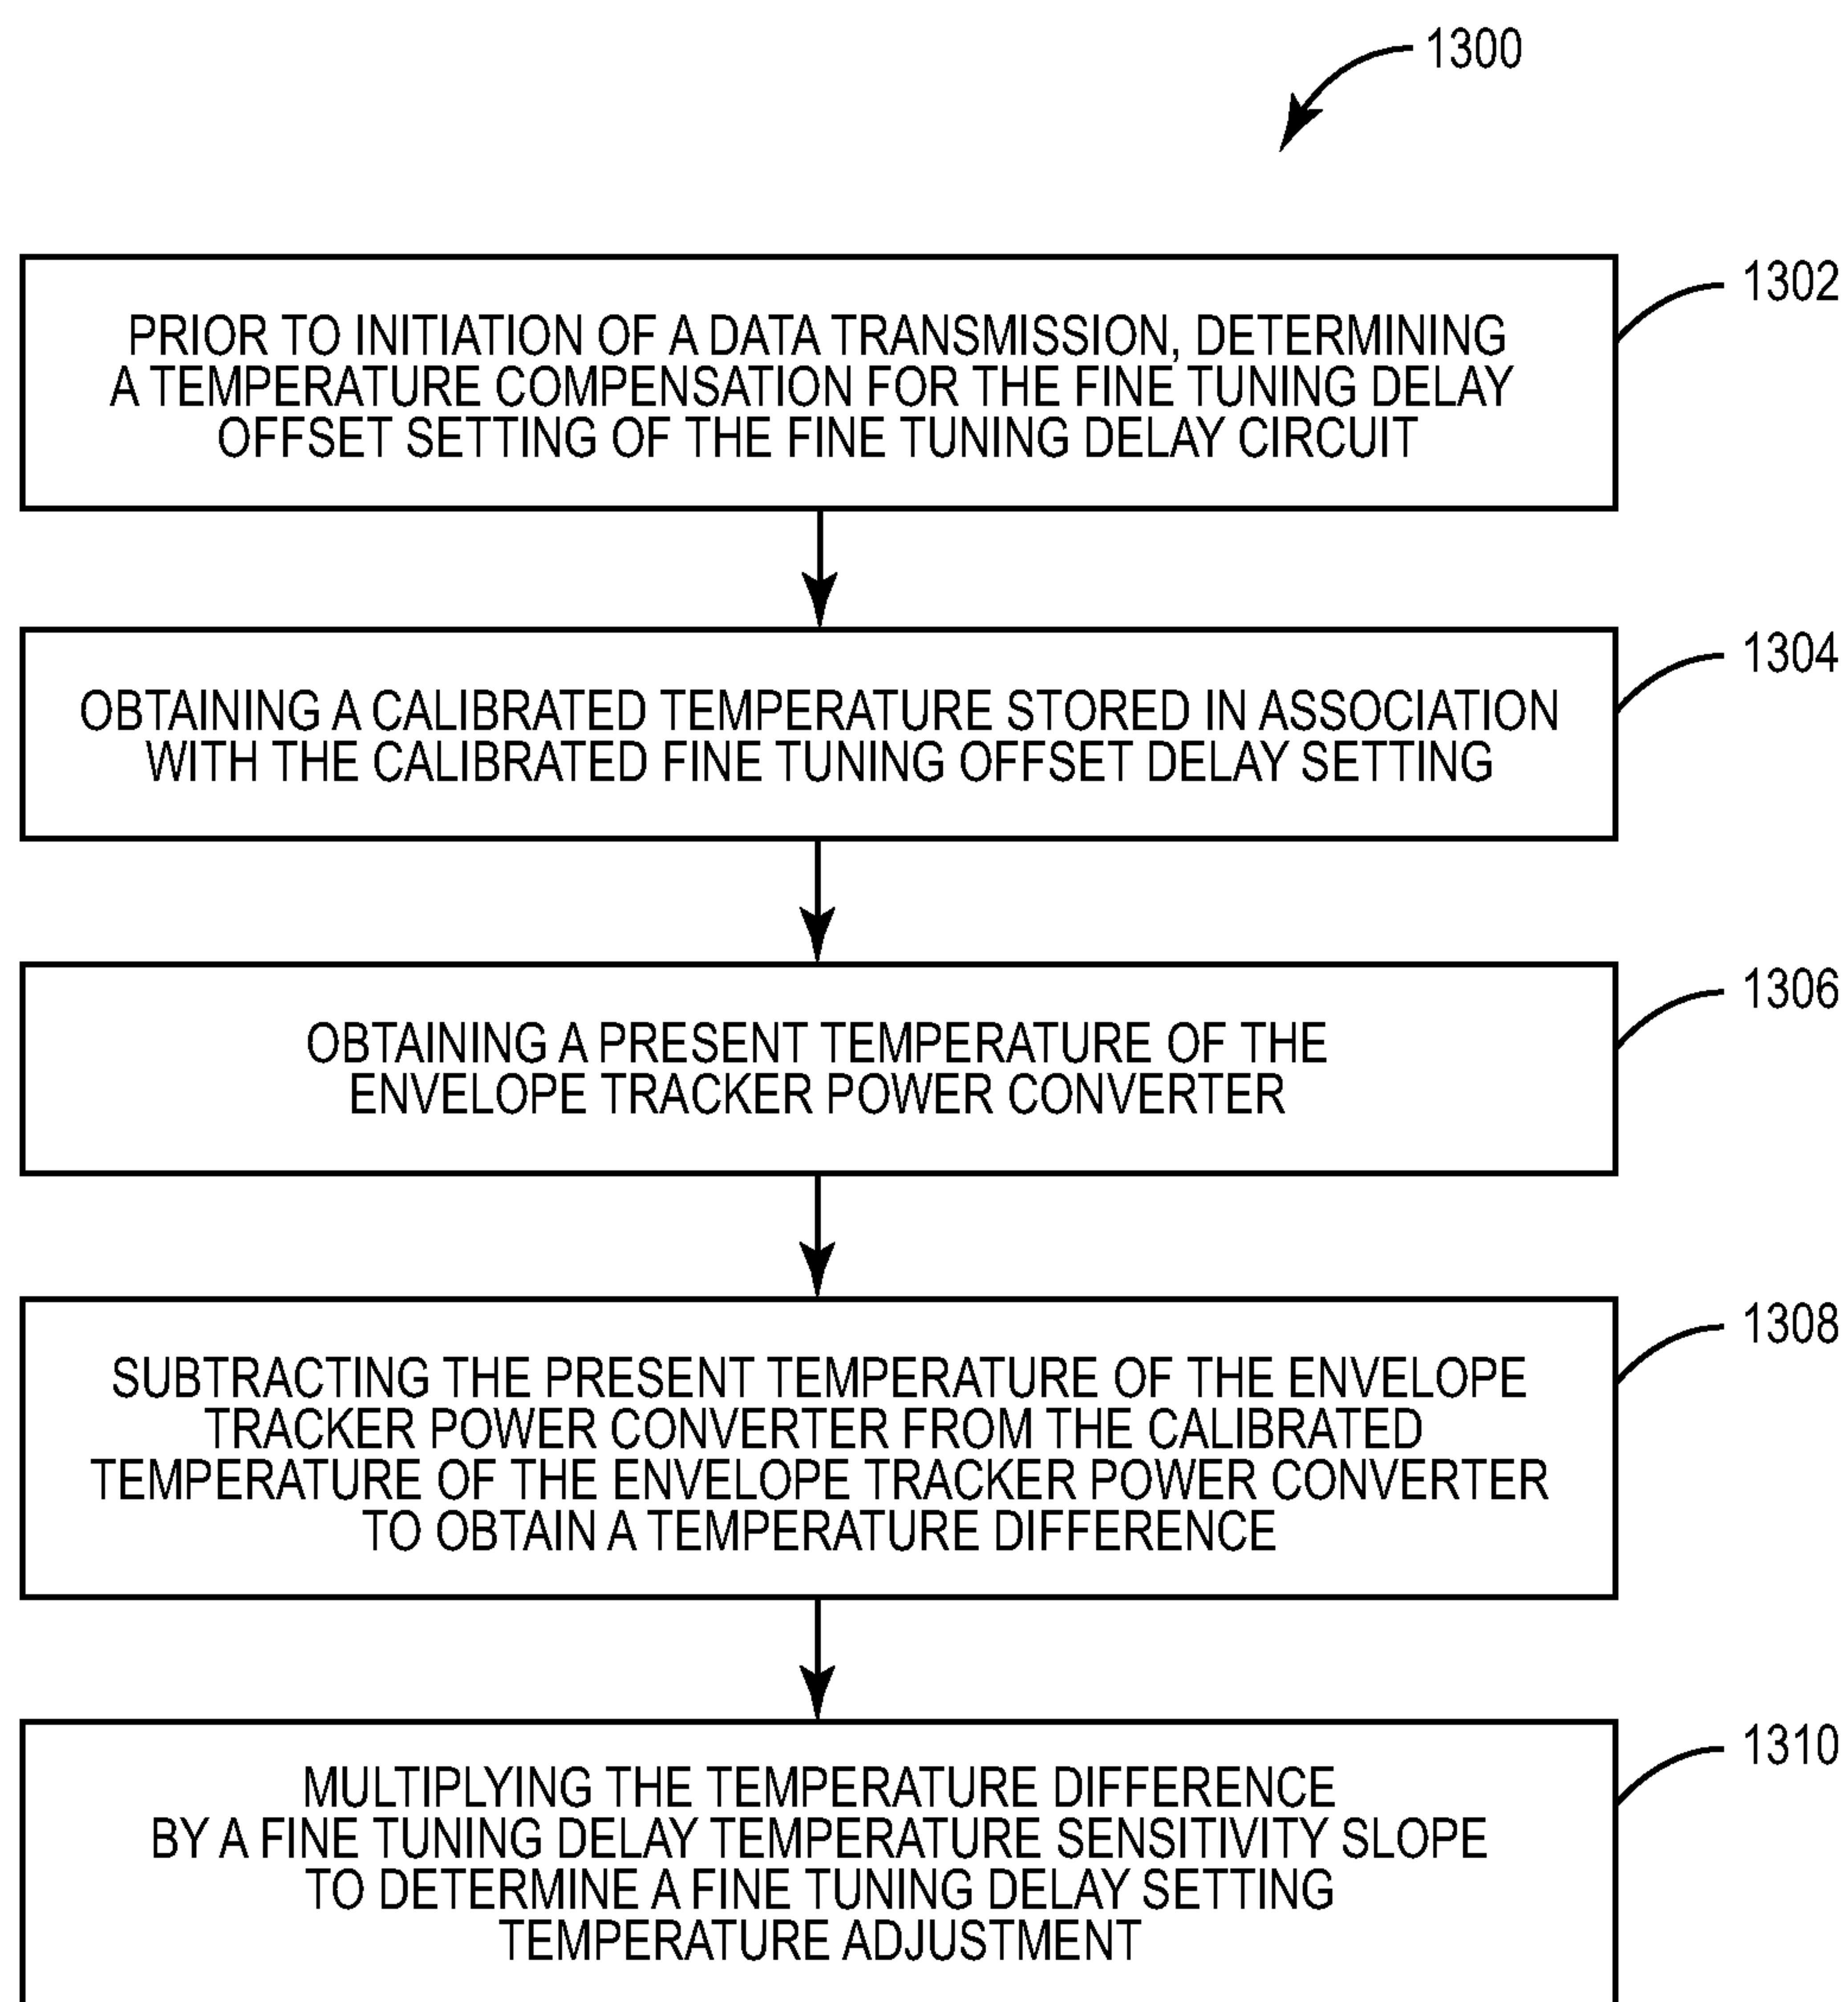 1300
1302
PRIOR TO INITIATION OF A DATA TRANSMISSION, DETERMINING
A TEMPERATURE COMPENSATION FOR THE FINE TUNING DELAY
OFFSET SETTING OF THE FINE TUNING DELAY CIRCUIT
1304
OBTAINING A CALIBRATED TEMPERATURE STORED IN ASSOCIATION
WITH THE CALIBRATED FINE TUNING OFFSET DELAY SETTING
1306
OBTAINING A PRESENT TEMPERATURE OF THE
ENVELOPE TRACKER POWER CONVERTER
1308
SUBTRACTING THE PRESENT TEMPERATURE OF THE ENVELOPE
TRACKER POWER CONVERTER FROM THE CALIBRATED
TEMPERATURE OF THE ENVELOPE TRACKER POWER CONVERTER
TO OBTAIN A TEMPERATURE DIFFERENCE
1310
MULTIPLYING THE TEMPERATURE DIFFERENCE
BY A FINE TUNING DELAY TEMPERATURE SENSITIVITY SLOPE
TO DETERMINE A FINE TUNING DELAY SETTING
TEMPERATURE ADJUSTMENT